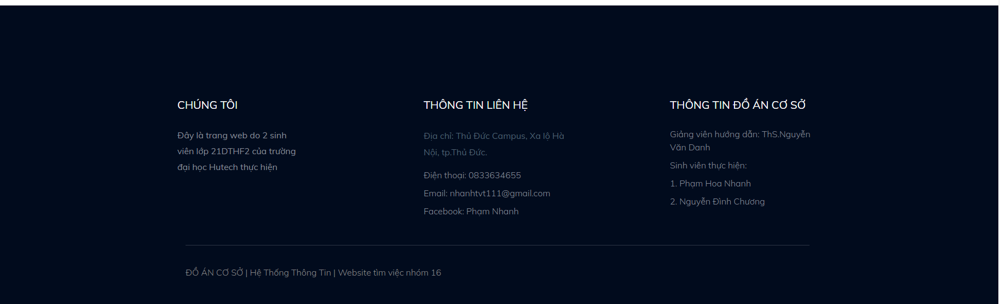 CHÚNG TÔI
Đây là trang web do 2 sinh
viên lớp 21DTHF2 của trường
đại học Hutech thực hiện
THÔNG TIN LIÊN HỆ
Địa chỉ: Thủ Đức Campus, Xa lộ Hà
Nội, tp.Thủ Đức.
Điện thoại: 0833634655
Email: nhanhtvt111@gmail.com
Facebook: Phạm Nhanh
THÔNG TIN ĐỒ ÁN CƠ SỞ
Giảng viên hướng dẫn: ThS.Nguyễn
Văn Danh
Sinh viên thực hiện:
1. Phạm Hoa Nhanh
2. Nguyễn Đình Chương
ĐỒ ÁN CƠ SỞ | Hệ Thống Thông Tin | Website tìm việc nhóm 16